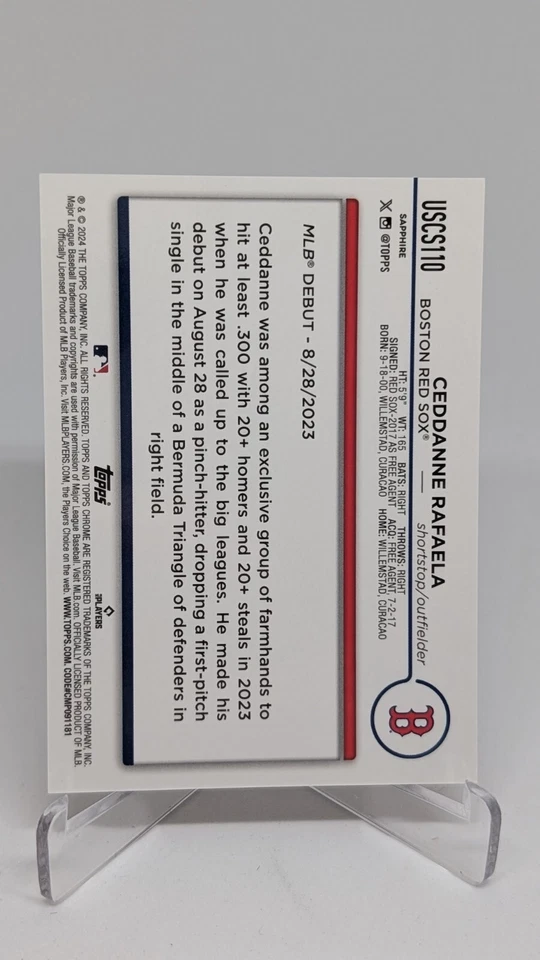 USCS110
CEDDANNE RAFAELA
BOSTON RED SOX® — shortstop/outfielder
SAPPHIRE
@TOPPS
HT: 5'9" WT: 165 BATS: RIGHT THROWS: RIGHT
SIGNED: RED SOX-2017 AS FREE AGENT ACQ: FREE AGENT, 7-2-17
BORN: 9-18-00, WILLEMSTAD, CURACAO HOME: WILLEMSTAD, CURACAO
B
MLB® DEBUT - 8/28/2023
Ceddanne was among an exclusive group of farmhands to
hit at least .300 with 20+ homers and 20+ steals in 2023
when he was called up to the big leagues. He made his
debut on August 28 as a pinch-hitter, dropping a first-pitch
single in the middle of a Bermuda Triangle of defenders in
right field.
topps
PLAYERS
® & © 2024 THE TOPPS COMPANY, INC. ALL RIGHTS RESERVED. TOPPS AND TOPPS CHROME ARE REGISTERED TRADEMARKS OF THE TOPPS COMPANY, INC.
Major League Baseball trademarks and copyrights are used with permission of Major League Baseball. Visit MLB.com. OFFICIALLY LICENSED PRODUCT OF MLB
Officially Licensed Product of MLB Players, Inc. Visit MLBPLAYERS.COM, the Players Choice on the web. WWW.TOPPS.COM. CODE#CMP091181